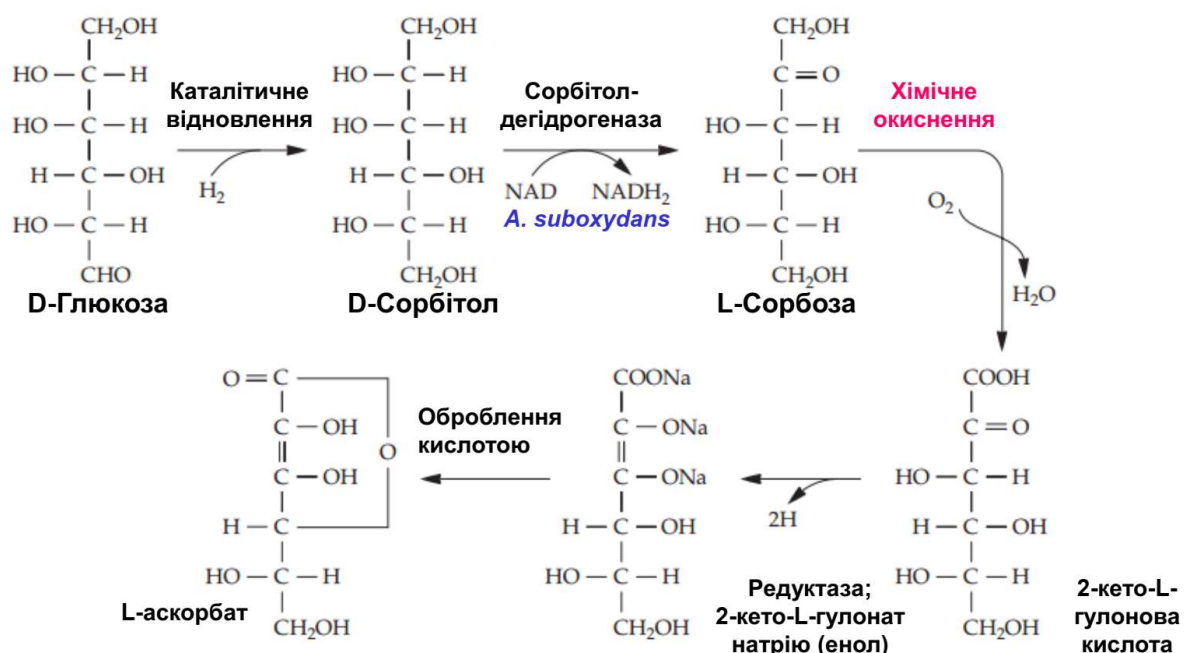 CH₂OH
HO—C—H
HO—C—H
H—C—OH
HO—C—H
CHO
D-Глюкоза
Каталітичне
відновлення
H₂
CH₂OH
HO—C—H
HO—C—H
H—C—OH
HO—C—H
CH₂OH
D-Сорбітол
Сорбітол-
дегідрогеназа
NAD NADH₂
A. suboxydans
CH₂OH
C=O
HO—C—H
H—C—OH
HO—C—H
CH₂OH
L-Сорбоза
Хімічне
окиснення
O₂
H₂O
O=C
C—OH
O
C—OH
H—C
HO—C—H
CH₂OH
L-аскорбат
Оброблення
кислотою
COONa
C—ONa
C—ONa
H—C—OH
HO—C—H
CH₂OH
2H
Редуктаза;
2-кето-L-гулонат
натрію (енол)
COOH
C=O
HO—C—H
H—C—OH
HO—C—H
CH₂OH
2-кето-L-
гулонова
кислота